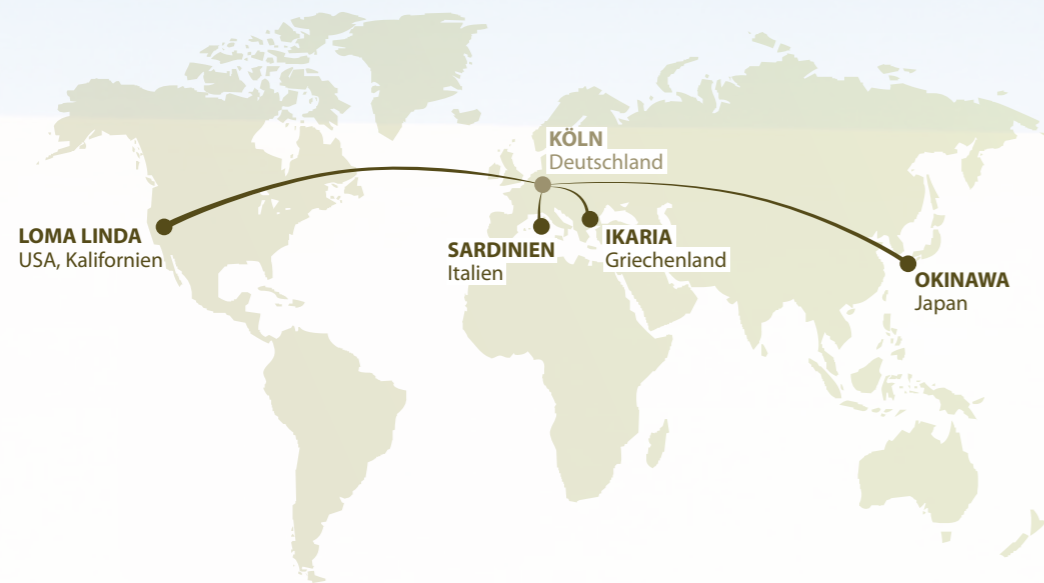 KÖLN
Deutschland
LOMA LINDA
USA, Kalifornien
SARDINIEN
Italien
IKARIA
Griechenland
OKINAWA
Japan